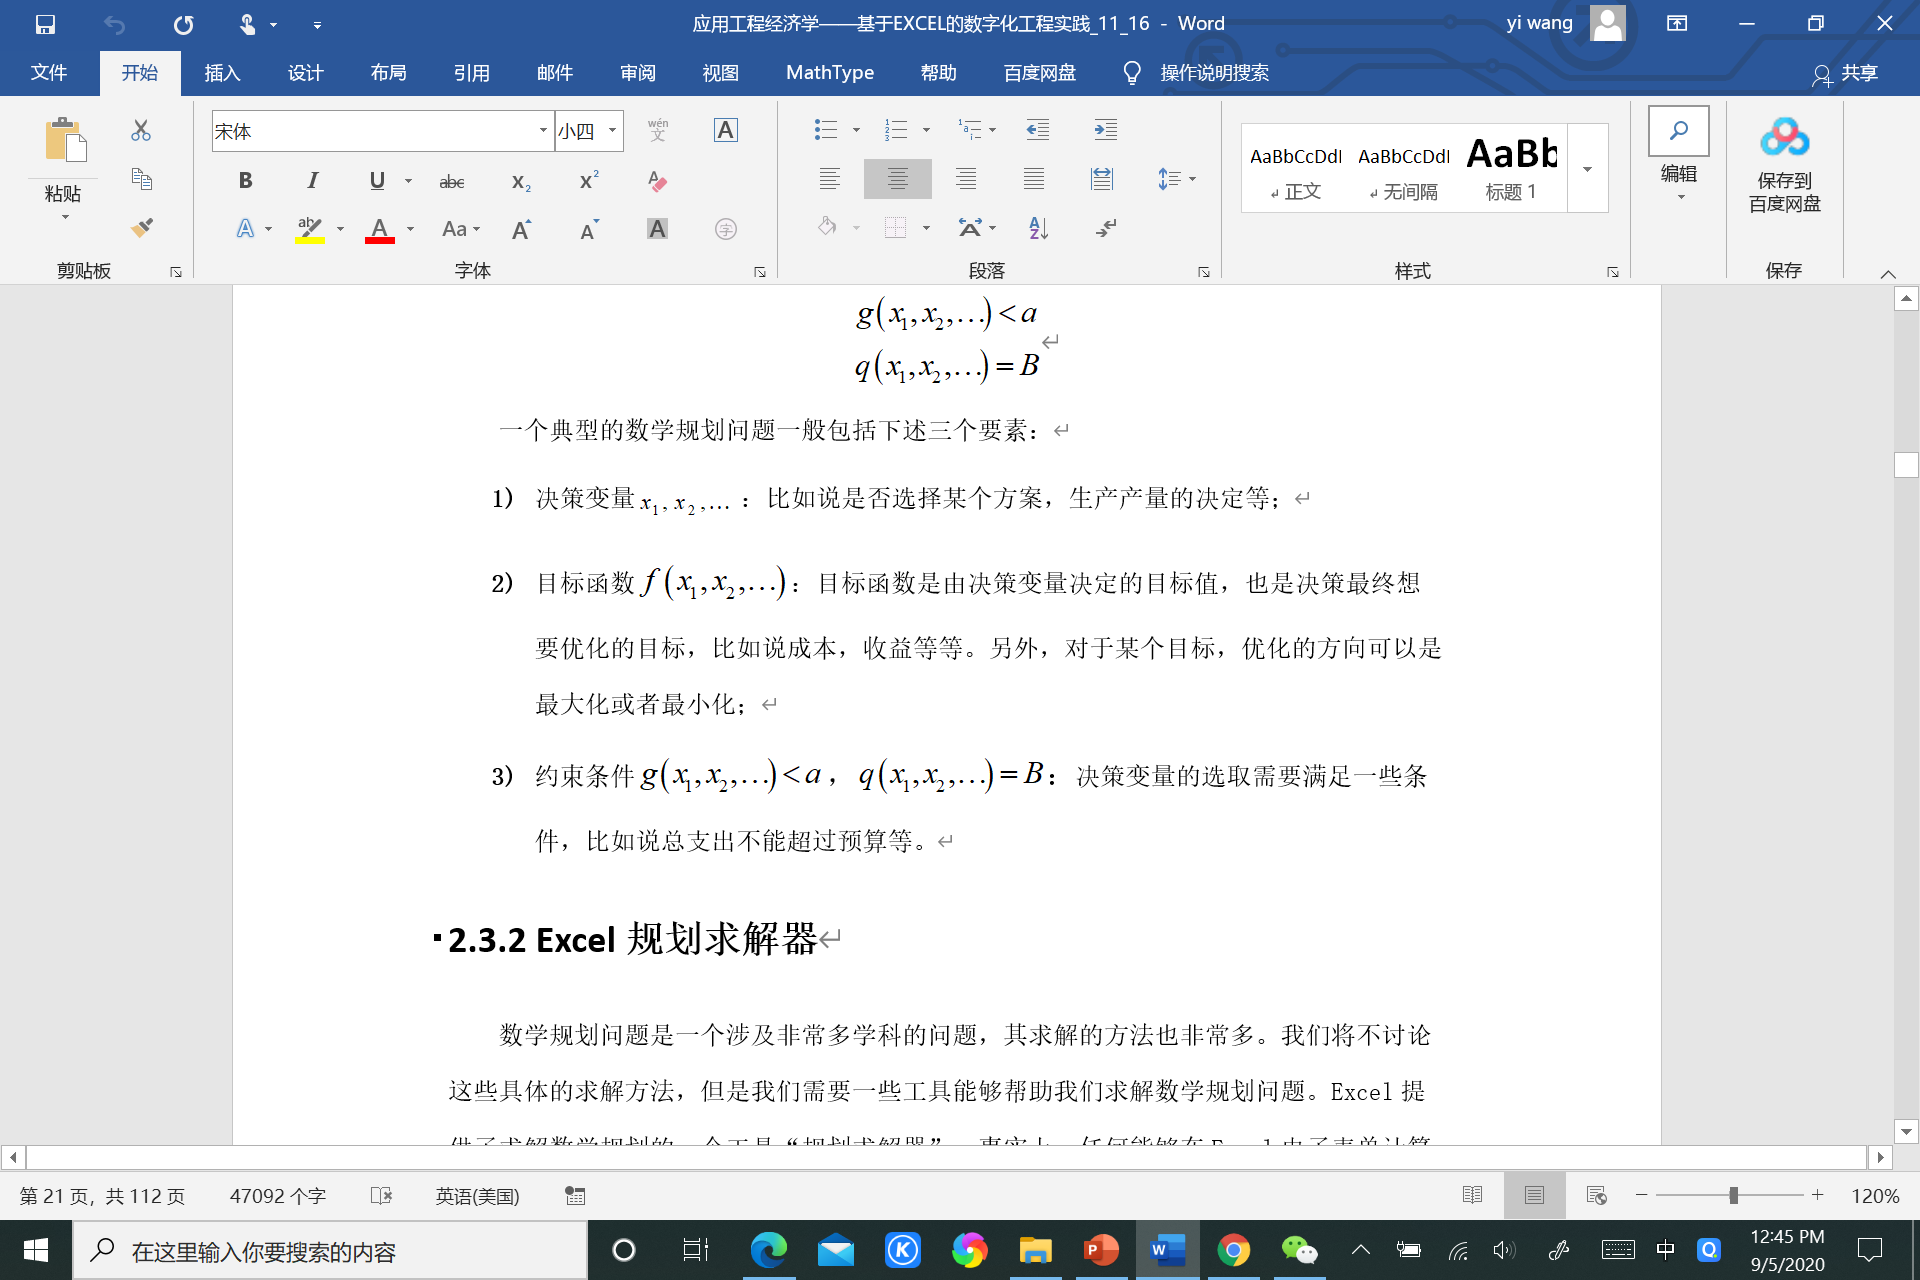 应用工程经济学——基于EXCEL的数字化工程实践_11_16 - Word
yi wang
文件 开始 插入 设计 布局 引用 邮件 审阅 视图 MathType 帮助 百度网盘 操作说明搜索 共享
粘贴
剪贴板
宋体 小四 wén 文 A
B I U abc X₂ X² A
A ab A Aa A A A 字
字体
段落
AaBbCcDdI AaBbCcDdI AaBb
正文 无间隔 标题 1
样式
编辑
保存到
百度网盘
保存
g(x₁,x₂,…)<a
q(x₁,x₂,…)=B
一个典型的数学规划问题一般包括下述三个要素：
1) 决策变量x₁,x₂,…：比如说是否选择某个方案，生产产量的决定等；
2) 目标函数f(x₁,x₂,…)：目标函数是由决策变量决定的目标值，也是决策最终想
要优化的目标，比如说成本，收益等等。另外，对于某个目标，优化的方向可以是
最大化或者最小化；
3) 约束条件g(x₁,x₂,…)<a，q(x₁,x₂,…)=B：决策变量的选取需要满足一些条
件，比如说总支出不能超过预算等。
2.3.2 Excel 规划求解器
数学规划问题是一个涉及非常多学科的问题，其求解的方法也非常多。我们将不讨论
这些具体的求解方法，但是我们需要一些工具能够帮助我们求解数学规划问题。Excel 提
第 21 页，共 112 页 47092 个字 英语(美国) 120%
在这里输入你要搜索的内容
中
12:45 PM
9/5/2020